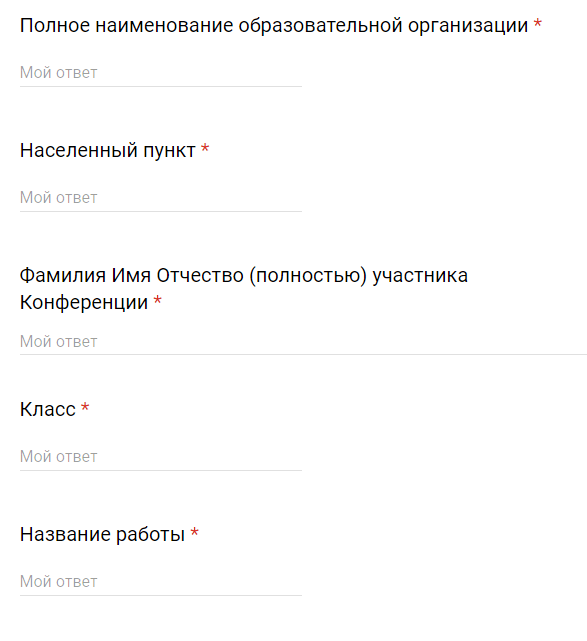 Полное наименование образовательной организации *
Мой ответ
Населенный пункт *
Мой ответ
Фамилия Имя Отчество (полностью) участника
Конференции *
Мой ответ
Класс *
Мой ответ
Название работы *
Мой ответ